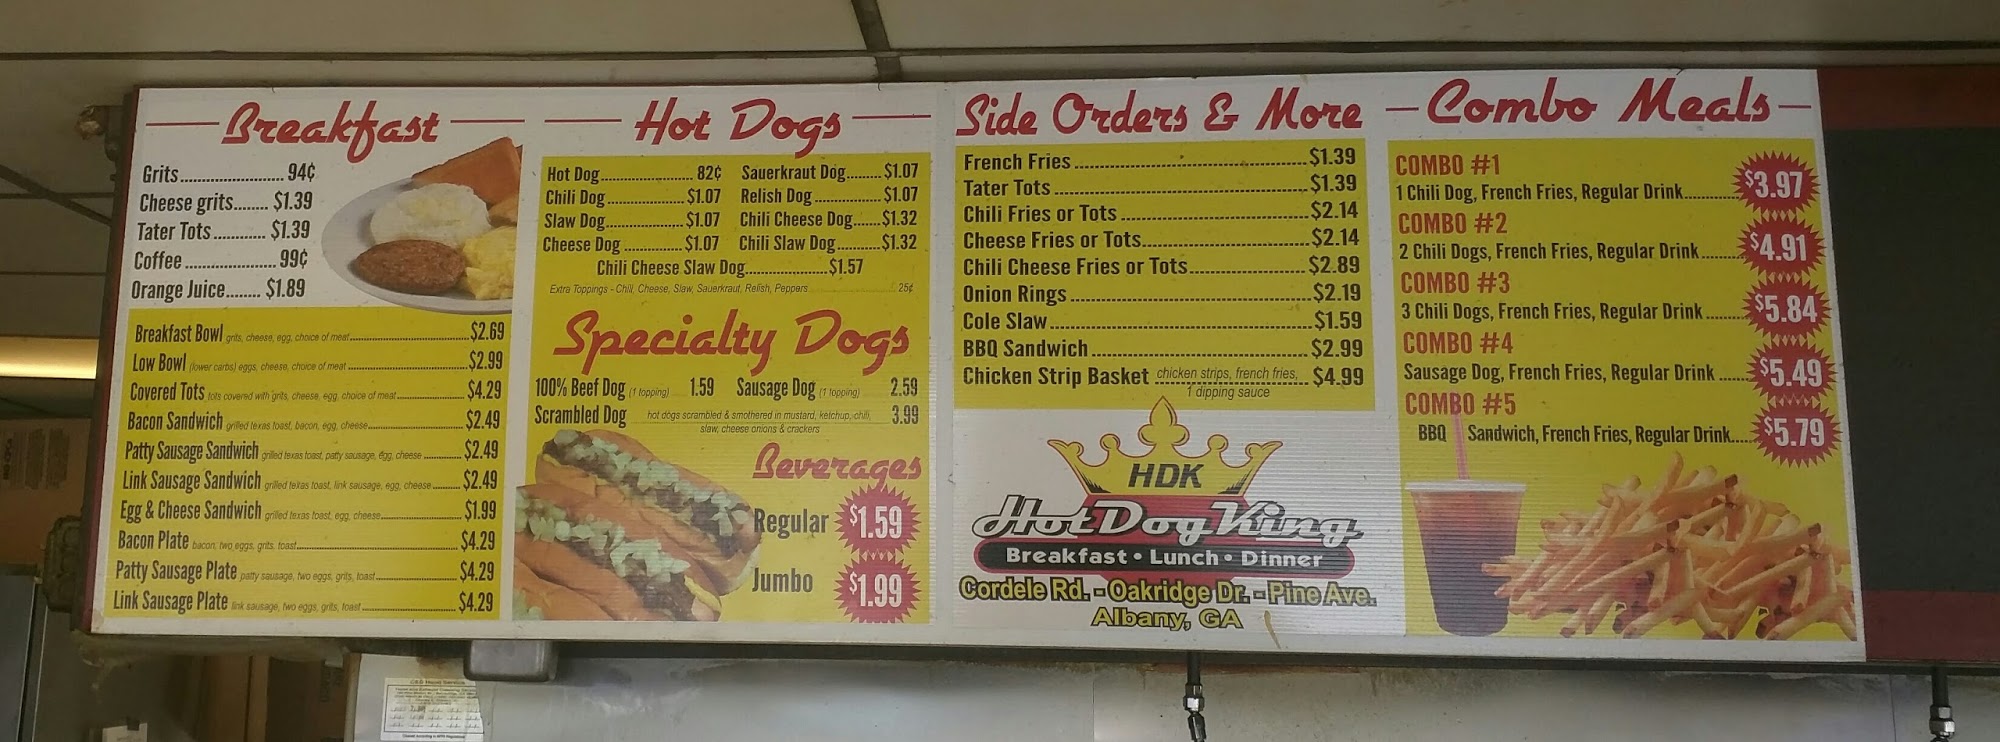 Breakfast
Grits.......................94¢
Cheese grits........ $1.39
Tater Tots............. $1.39
Coffee.....................99¢
Orange Juice........ $1.89
Breakfast Bowl grits, cheese, egg, choice of meat $2.69
Low Bowl (lower carbs) eggs, cheese, choice of meat $2.99
Covered Tots tots covered with grits, cheese, egg, choice of meat $4.29
Bacon Sandwich grilled texas toast, bacon, egg, cheese $2.49
Patty Sausage Sandwich grilled texas toast, patty sausage, egg, cheese $2.49
Link Sausage Sandwich grilled texas toast, link sausage, egg, cheese $2.49
Egg & Cheese Sandwich grilled texas toast, egg, cheese $1.99
Bacon Plate bacon, two eggs, grits, toast $4.29
Patty Sausage Plate patty sausage, two eggs, grits, toast $4.29
Link Sausage Plate link sausage, two eggs, grits, toast $4.29
Hot Dogs
Hot Dog 82¢ Sauerkraut Dog $1.07
Chili Dog $1.07 Relish Dog $1.07
Slaw Dog $1.07 Chili Cheese Dog $1.32
Cheese Dog $1.07 Chili Slaw Dog $1.32
Chili Cheese Slaw Dog $1.57
Extra Toppings - Chili, Cheese, Slaw, Sauerkraut, Relish, Peppers 25¢
Specialty Dogs
100% Beef Dog (1 topping) 1.59 Sausage Dog (1 topping) 2.59
Scrambled Dog hot dogs scrambled & smothered in mustard, ketchup, chili, 3.99
slaw, cheese onions & crackers
Beverages
Regular $1.59
Jumbo $1.99
Side Orders & More
French Fries $1.39
Tater Tots $1.39
Chili Fries or Tots $2.14
Cheese Fries or Tots $2.14
Chili Cheese Fries or Tots $2.89
Onion Rings $2.19
Cole Slaw $1.59
BBQ Sandwich $2.99
Chicken Strip Basket chicken strips, french fries, $4.99
1 dipping sauce
HDK
Hot Dog King
Breakfast • Lunch • Dinner
Cordele Rd. - Oakridge Dr. - Pine Ave.
Albany, GA
Combo Meals
COMBO #1
1 Chili Dog, French Fries, Regular Drink $3.97
COMBO #2
2 Chili Dogs, French Fries, Regular Drink $4.91
COMBO #3
3 Chili Dogs, French Fries, Regular Drink $5.84
COMBO #4
Sausage Dog, French Fries, Regular Drink $5.49
COMBO #5
BBQ Sandwich, French Fries, Regular Drink $5.79